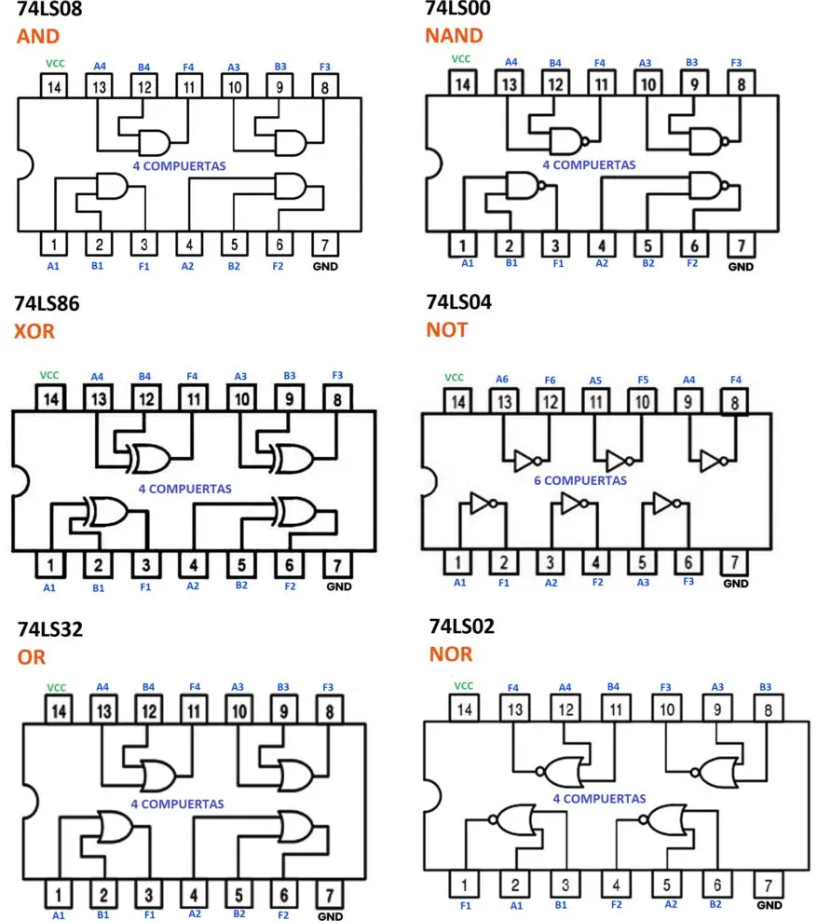 74LS08
AND
VCC A4 B4 F4 A3 B3 F3
14 13 12 11 10 9 8
4 COMPUERTAS
1 2 3 4 5 6 7
A1 B1 F1 A2 B2 F2 GND
74LS00
NAND
VCC A4 B4 F4 A3 B3 F3
14 13 12 11 10 9 8
4 COMPUERTAS
1 2 3 4 5 6 7
A1 B1 F1 A2 B2 F2 GND
74LS86
XOR
VCC A4 B4 F4 A3 B3 F3
14 13 12 11 10 9 8
4 COMPUERTAS
1 2 3 4 5 6 7
A1 B1 F1 A2 B2 F2 GND
74LS04
NOT
VCC A6 F6 A5 F5 A4 F4
14 13 12 11 10 9 8
6 COMPUERTAS
1 2 3 4 5 6 7
A1 F1 A2 F2 A3 F3 GND
74LS32
OR
VCC A4 B4 F4 A3 B3 F3
14 13 12 11 10 9 8
4 COMPUERTAS
1 2 3 4 5 6 7
A1 B1 F1 A2 B2 F2 GND
74LS02
NOR
VCC F4 A4 B4 F3 A3 B3
14 13 12 11 10 9 8
4 COMPUERTAS
1 2 3 4 5 6 7
F1 A1 B1 F2 A2 B2 GND